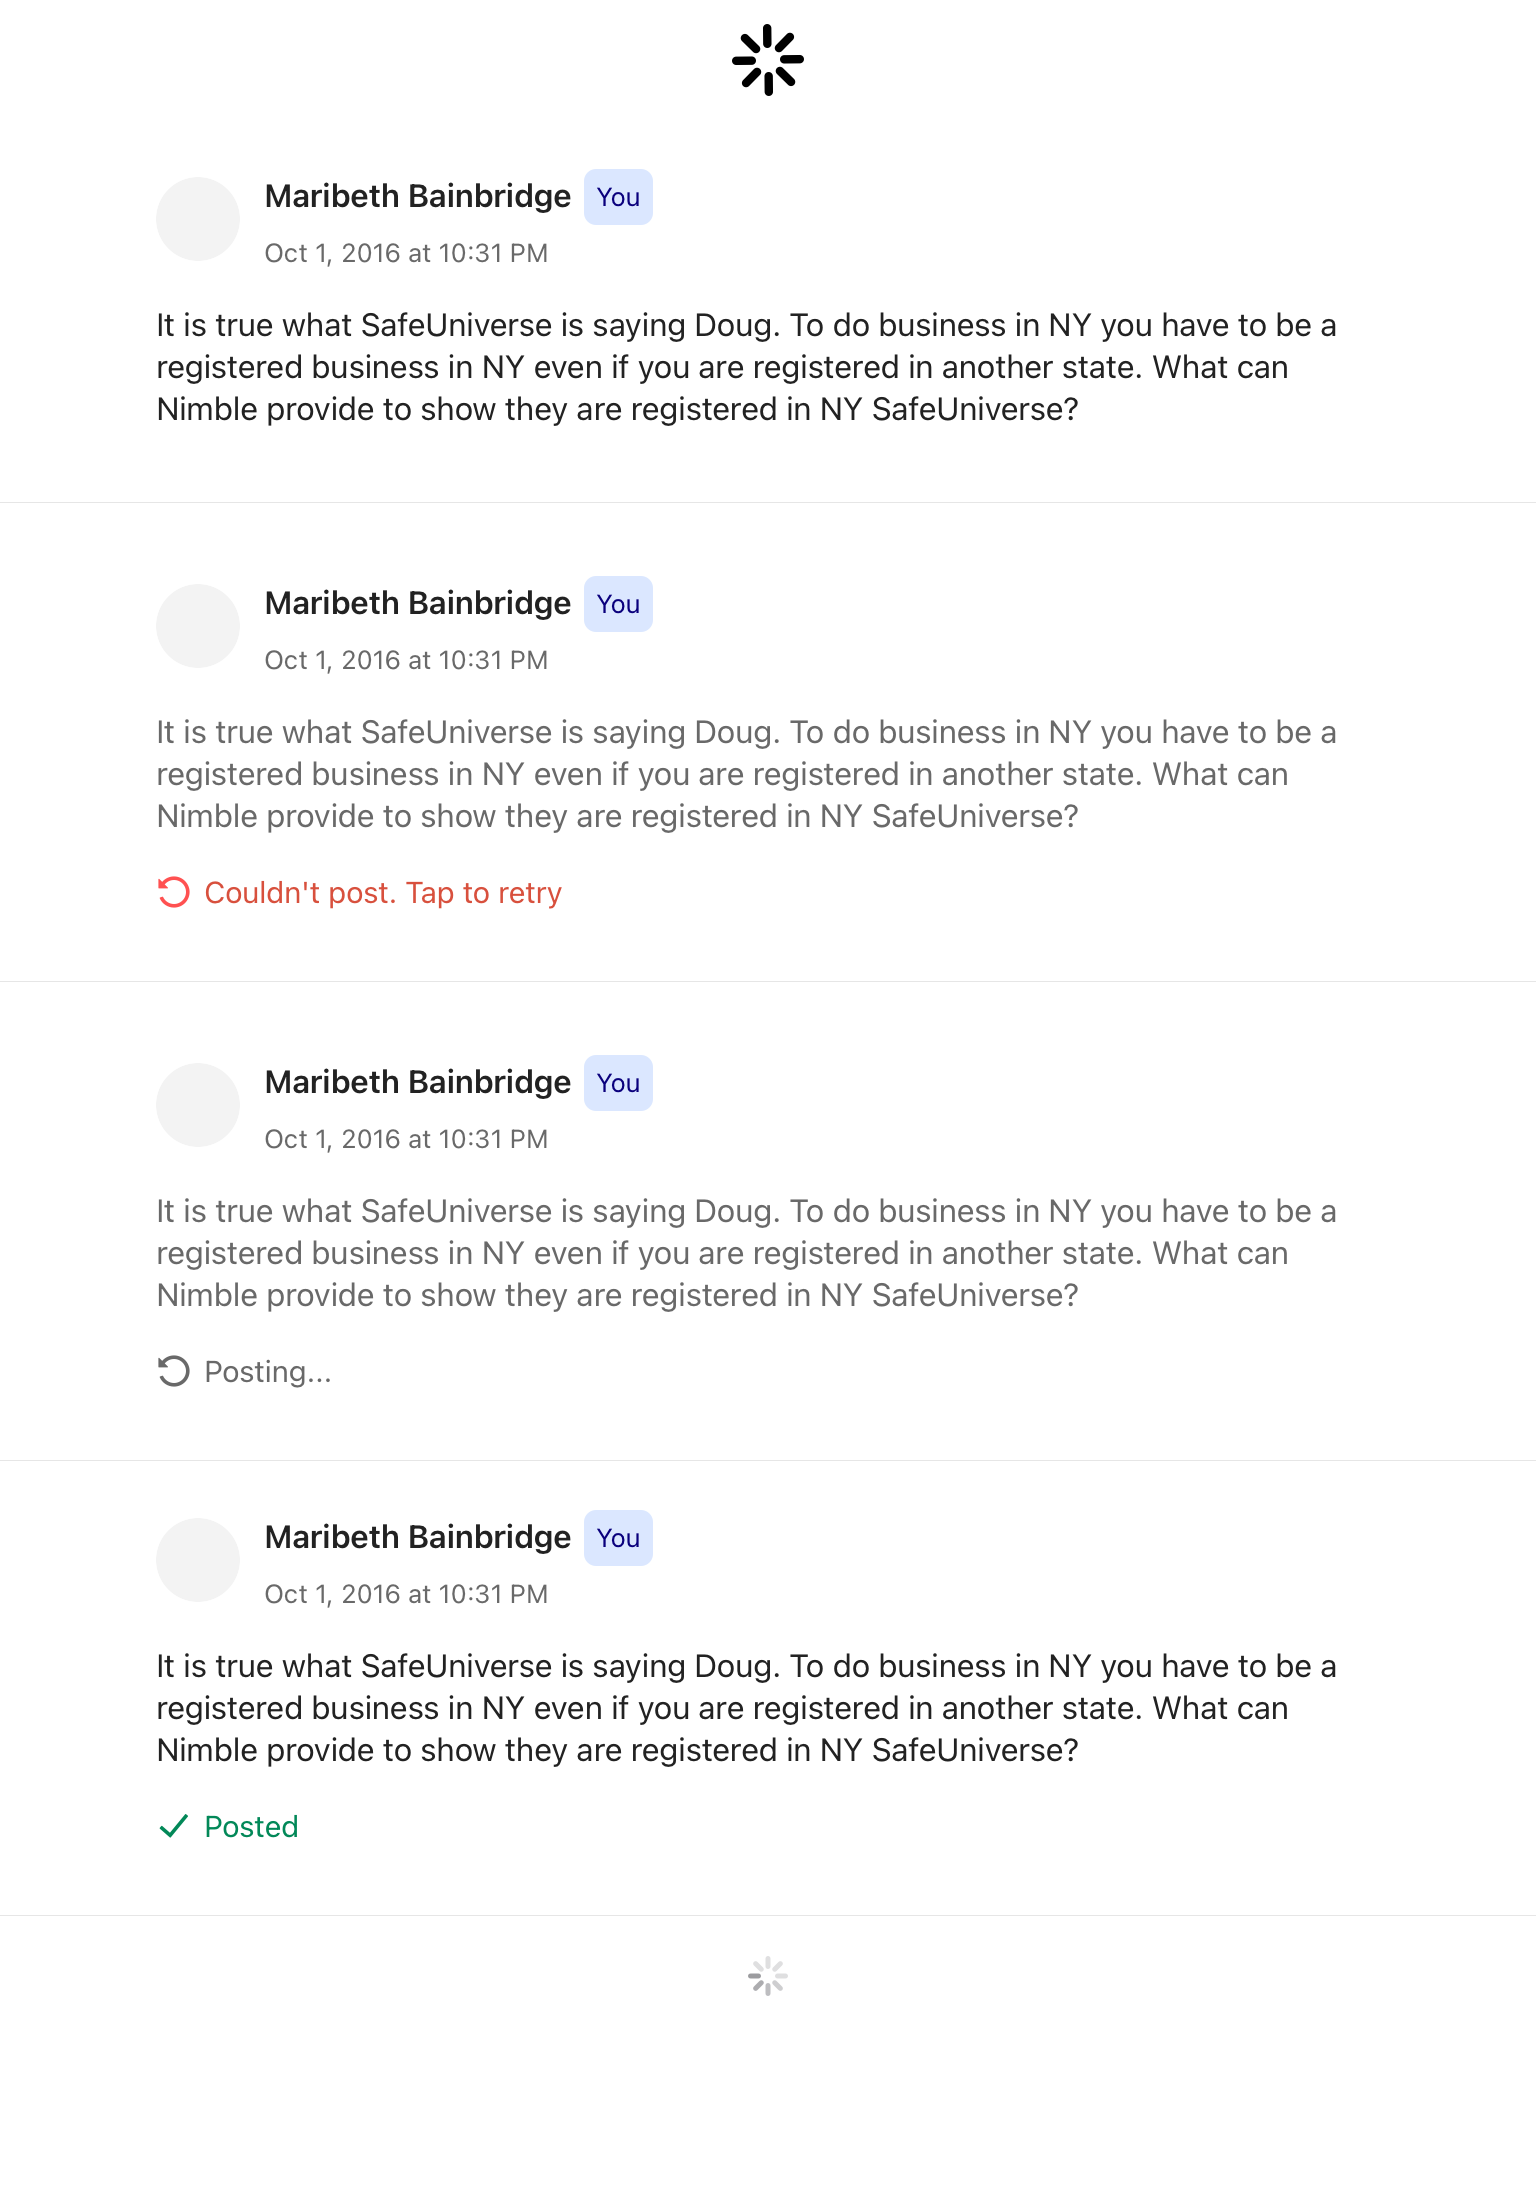 Maribeth Bainbridge You
Oct 1, 2016 at 10:31 PM
It is true what SafeUniverse is saying Doug. To do business in NY you have to be a
registered business in NY even if you are registered in another state. What can
Nimble provide to show they are registered in NY SafeUniverse?
Maribeth Bainbridge You
Oct 1, 2016 at 10:31 PM
It is true what SafeUniverse is saying Doug. To do business in NY you have to be a
registered business in NY even if you are registered in another state. What can
Nimble provide to show they are registered in NY SafeUniverse?
Couldn't post. Tap to retry
Maribeth Bainbridge You
Oct 1, 2016 at 10:31 PM
It is true what SafeUniverse is saying Doug. To do business in NY you have to be a
registered business in NY even if you are registered in another state. What can
Nimble provide to show they are registered in NY SafeUniverse?
Posting...
Maribeth Bainbridge You
Oct 1, 2016 at 10:31 PM
It is true what SafeUniverse is saying Doug. To do business in NY you have to be a
registered business in NY even if you are registered in another state. What can
Nimble provide to show they are registered in NY SafeUniverse?
Posted